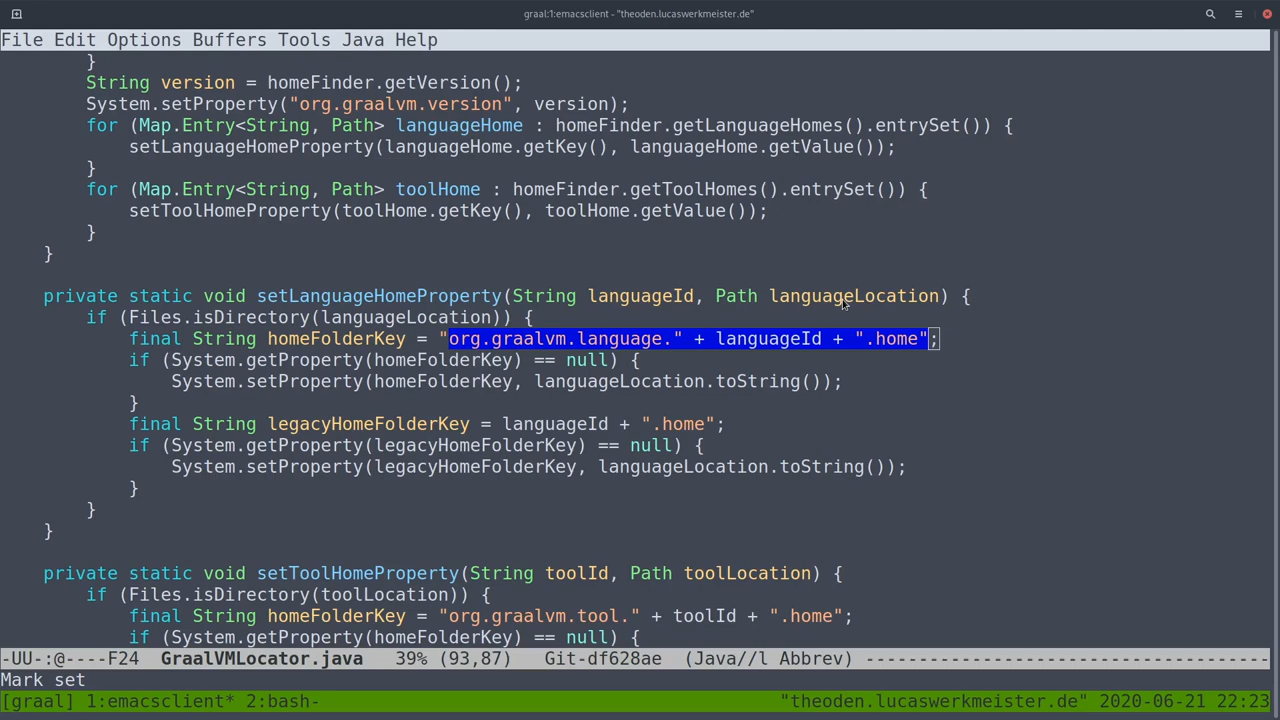 graal:1:emacsclient - "theoden.lucaswerkmeister.de"
File Edit Options Buffers Tools Java Help
        }
        String version = homeFinder.getVersion();
        System.setProperty("org.graalvm.version", version);
        for (Map.Entry<String, Path> languageHome : homeFinder.getLanguageHomes().entrySet()) {
            setLanguageHomeProperty(languageHome.getKey(), languageHome.getValue());
        }
        for (Map.Entry<String, Path> toolHome : homeFinder.getToolHomes().entrySet()) {
            setToolHomeProperty(toolHome.getKey(), toolHome.getValue());
        }
    }
    private static void setLanguageHomeProperty(String languageId, Path languageLocation) {
        if (Files.isDirectory(languageLocation)) {
            final String homeFolderKey = "org.graalvm.language." + languageId + ".home";
            if (System.getProperty(homeFolderKey) == null) {
                System.setProperty(homeFolderKey, languageLocation.toString());
            }
            final String legacyHomeFolderKey = languageId + ".home";
            if (System.getProperty(legacyHomeFolderKey) == null) {
                System.setProperty(legacyHomeFolderKey, languageLocation.toString());
            }
        }
    }
    private static void setToolHomeProperty(String toolId, Path toolLocation) {
        if (Files.isDirectory(toolLocation)) {
            final String homeFolderKey = "org.graalvm.tool." + toolId + ".home";
            if (System.getProperty(homeFolderKey) == null) {
-UU-:@----F24  GraalVMLocator.java   39% (93,87)   Git-df628ae  (Java//l Abbrev) --------------------------------------
Mark set
[graal] 1:emacsclient* 2:bash- "theoden.lucaswerkmeister.de" 2020-06-21 22:23